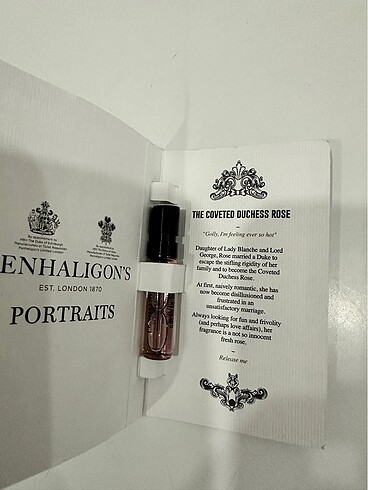 ENHALIGON'S
EST. LONDON 1870
PORTRAITS
THE COVETED DUCHESS ROSE
"Golly, I'm feeling ever so hot"
Daughter of Lady Blanche and Lord
George, Rose married a Duke to
escape the stifling rigidity of her
family and to become the Coveted
Duchess Rose.
At first, naively romantic, she has
now become disillusioned and
frustrated in an
unsatisfactory marriage.
Always looking for fun and frivolity
(and perhaps love affairs), her
fragrance is a not so innocent
fresh rose.
–
Release me